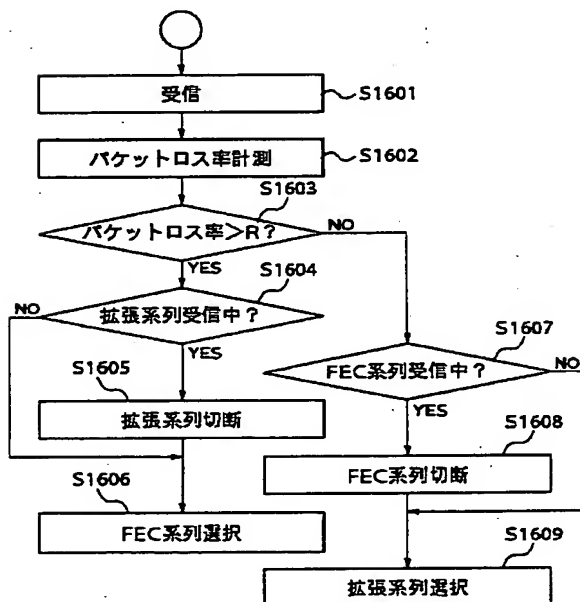 受信
S1601
パケットロス率計測
S1602
S1603
パケットロス率>R?
NO
YES
S1604
NO
拡張系列受信中?
YES
S1605
拡張系列切断
S1606
FEC系列選択
S1607
FEC系列受信中?
NO
YES
S1608
FEC系列切断
S1609
拡張系列選択